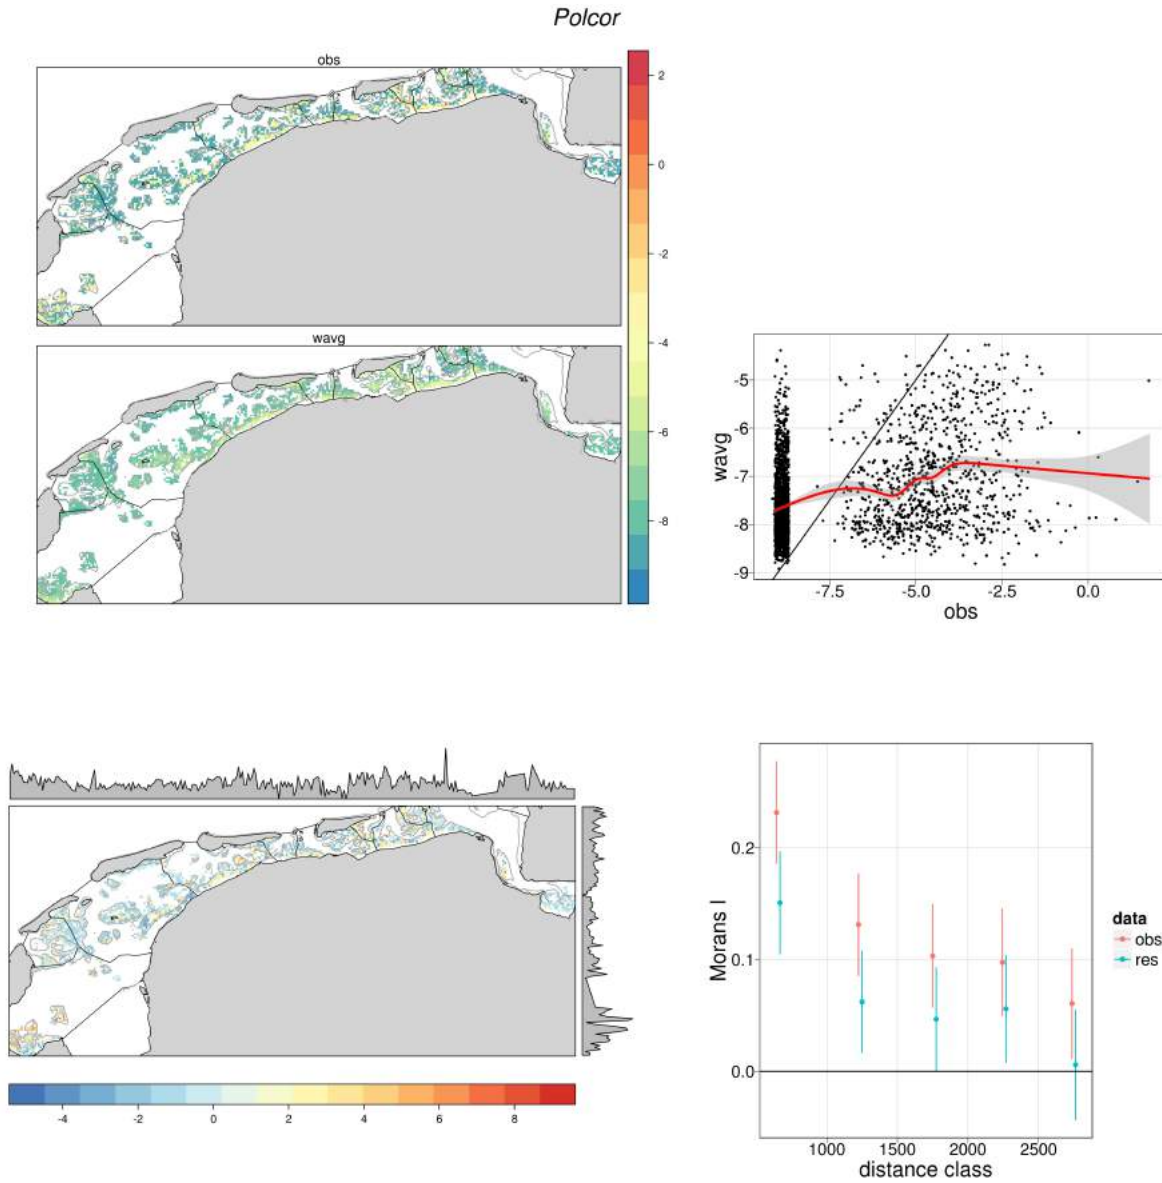 Polcor
obs
2
0
-2
-4
-6
-8
wavg
-5
-6
-7
-8
-9
wavg
-7.5 -5.0 -2.5 0.0
obs
-4 -2 0 2 4 6 8
0.2
0.1
0.0
Morans I
1000 1500 2000 2500
distance class
data
obs
res